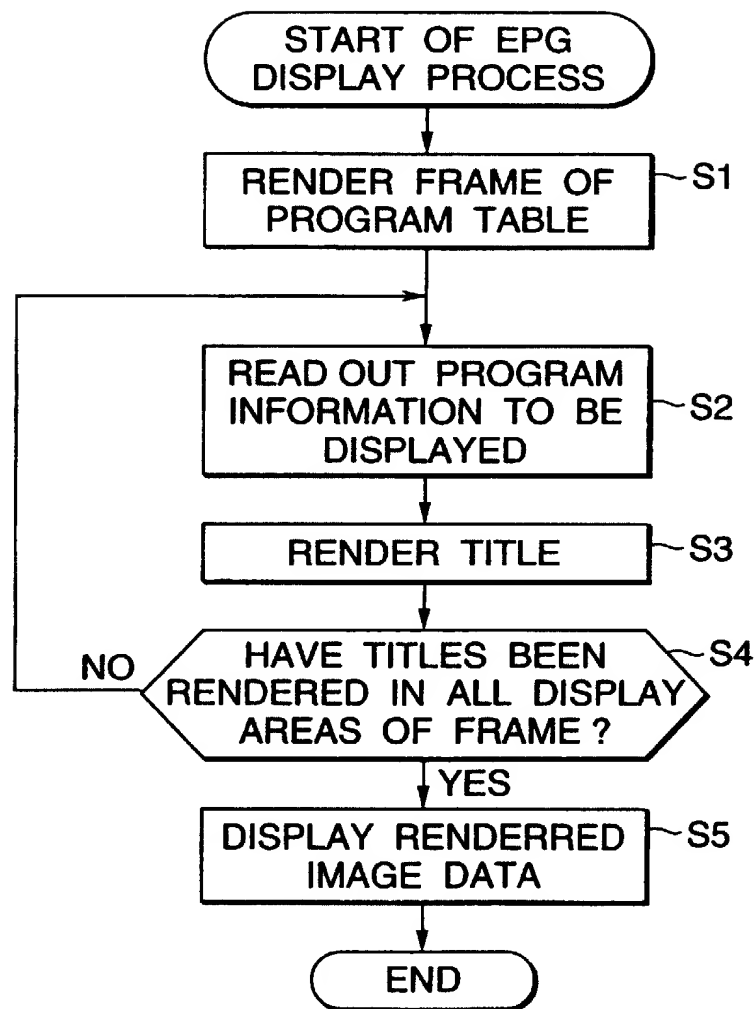 START OF EPG
DISPLAY PROCESS
RENDER FRAME OF
PROGRAM TABLE
S1
READ OUT PROGRAM
INFORMATION TO BE
DISPLAYED
S2
RENDER TITLE
S3
HAVE TITLES BEEN
RENDERED IN ALL DISPLAY
AREAS OF FRAME ?
S4
NO
YES
DISPLAY RENDERRED
IMAGE DATA
S5
END